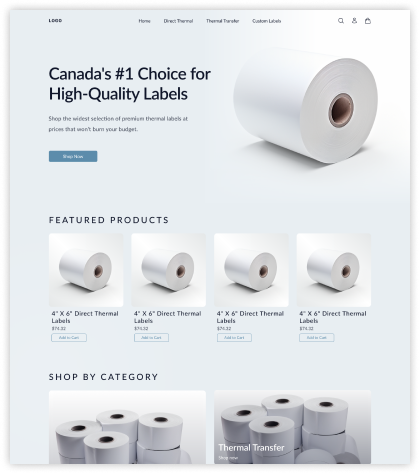 LOGO
Home Direct Thermal Thermal Transfer Custom Labels
Canada's #1 Choice for
High-Quality Labels
Shop the widest selection of premium thermal labels at
prices that won't burn your budget.
Shop Now
FEATURED PRODUCTS
4" X 6" Direct Thermal
Labels
$74.32
Add to Cart
4" X 6" Direct Thermal
Labels
$74.32
Add to Cart
4" X 6" Direct Thermal
Labels
$74.32
Add to Cart
4" X 6" Direct Thermal
Labels
$74.32
Add to Cart
SHOP BY CATEGORY
Thermal Transfer
Shop now